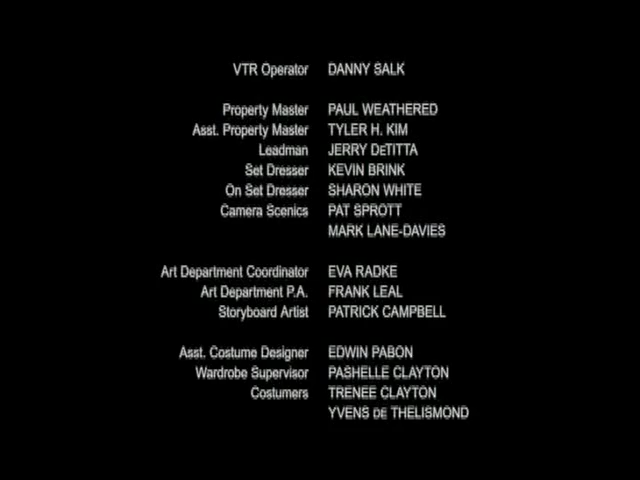 VTR Operator DANNY SALK
Property Master PAUL WEATHERED
Asst. Property Master TYLER H. KIM
Leadman JERRY DeTITTA
Set Dresser KEVIN BRINK
On Set Dresser SHARON WHITE
Camera Scenics PAT SPROTT
MARK LANE-DAVIES
Art Department Coordinator EVA RADKE
Art Department P.A. FRANK LEAL
Storyboard Artist PATRICK CAMPBELL
Asst. Costume Designer EDWIN PABON
Wardrobe Supervisor PASHELLE CLAYTON
Costumers TRENEE CLAYTON
YVENS DE THELISMOND